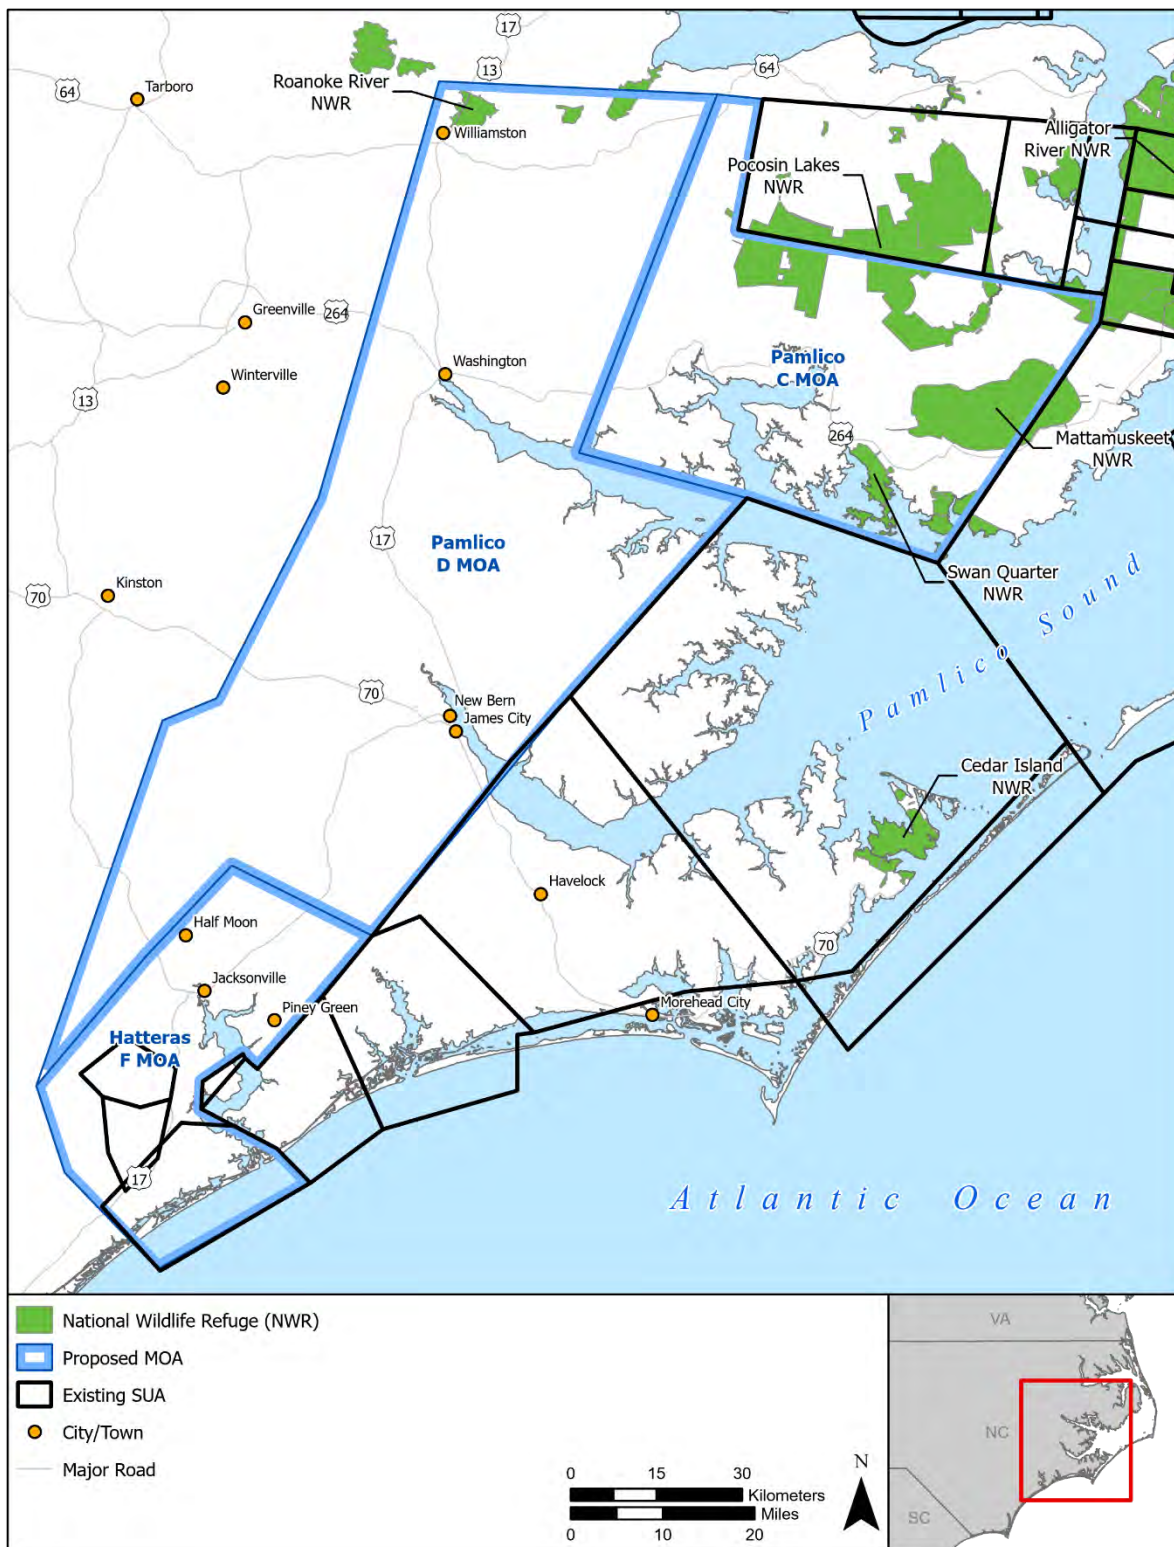 17
13
64
64
Tarboro
Roanoke River
NWR
Williamston
Alligator
River NWR
Pocosin Lakes
NWR
Greenville
264
Winterville
13
Washington
Pamlico
C MOA
264
Mattamuskeet
NWR
17
Pamlico
D MOA
Swan Quarter
NWR
Kinston
70
Pamlico Sound
70
New Bern
James City
Cedar Island
NWR
Havelock
Half Moon
70
Jacksonville
Piney Green
Morehead City
Hatteras
F MOA
17
Atlantic Ocean
National Wildlife Refuge (NWR)
Proposed MOA
Existing SUA
City/Town
Major Road
0 15 30
Kilometers
Miles
0 10 20
N
VA
NC
SC